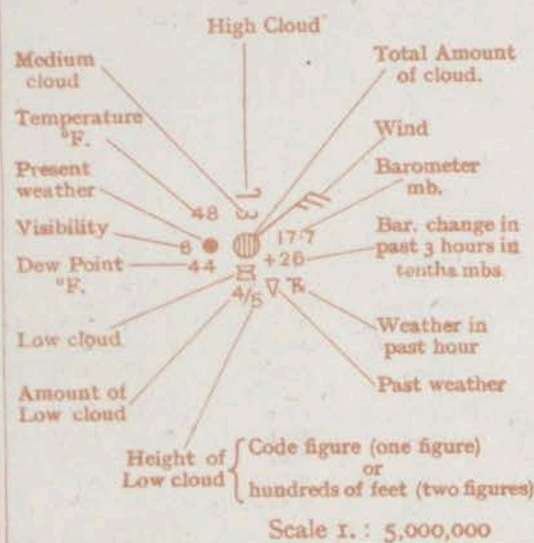 High Cloud
Medium cloud
Total Amount of cloud.
Temperature °F.
Wind
Present weather
Barometer mb.
48
Visibility
6
17.7
Bar. change in past 3 hours in tenths mbs.
+26
Dew Point °F.
44
4/5
Low cloud
Weather in past hour
Amount of Low cloud
Past weather
Height of Low cloud
Code figure (one figure)
or
hundreds of feet (two figures)
Scale 1. : 5,000,000